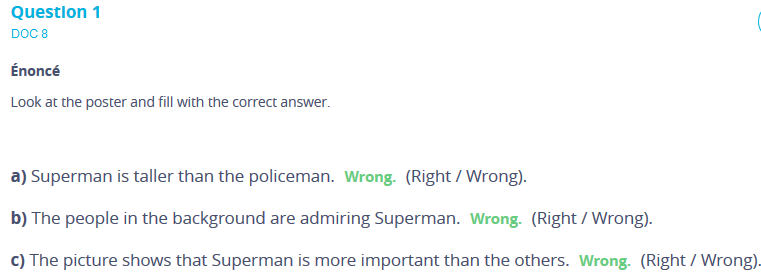 Question 1
DOC 8
Énoncé
Look at the poster and fill with the correct answer.
a) Superman is taller than the policeman. Wrong. (Right / Wrong).
b) The people in the background are admiring Superman. Wrong. (Right / Wrong).
c) The picture shows that Superman is more important than the others. Wrong. (Right / Wrong).